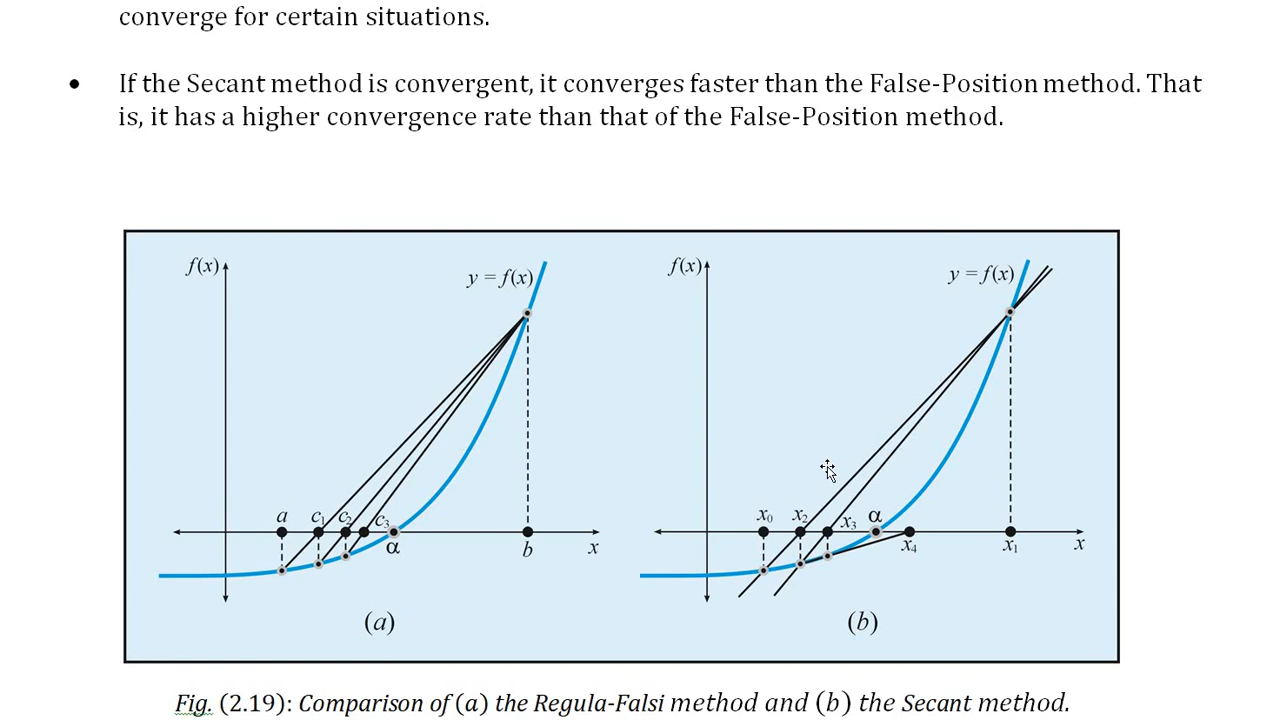 converge for certain situations.
• If the Secant method is convergent, it converges faster than the False-Position method. That
is, it has a higher convergence rate than that of the False-Position method.
f(x)
y = f(x)
a c₁ c₂ c₃
α b x
(a)
f(x)
y = f(x)
x₀ x₂ x₃ α
x₄ x₁ x
(b)
Fig. (2.19): Comparison of (a) the Regula-Falsi method and (b) the Secant method.